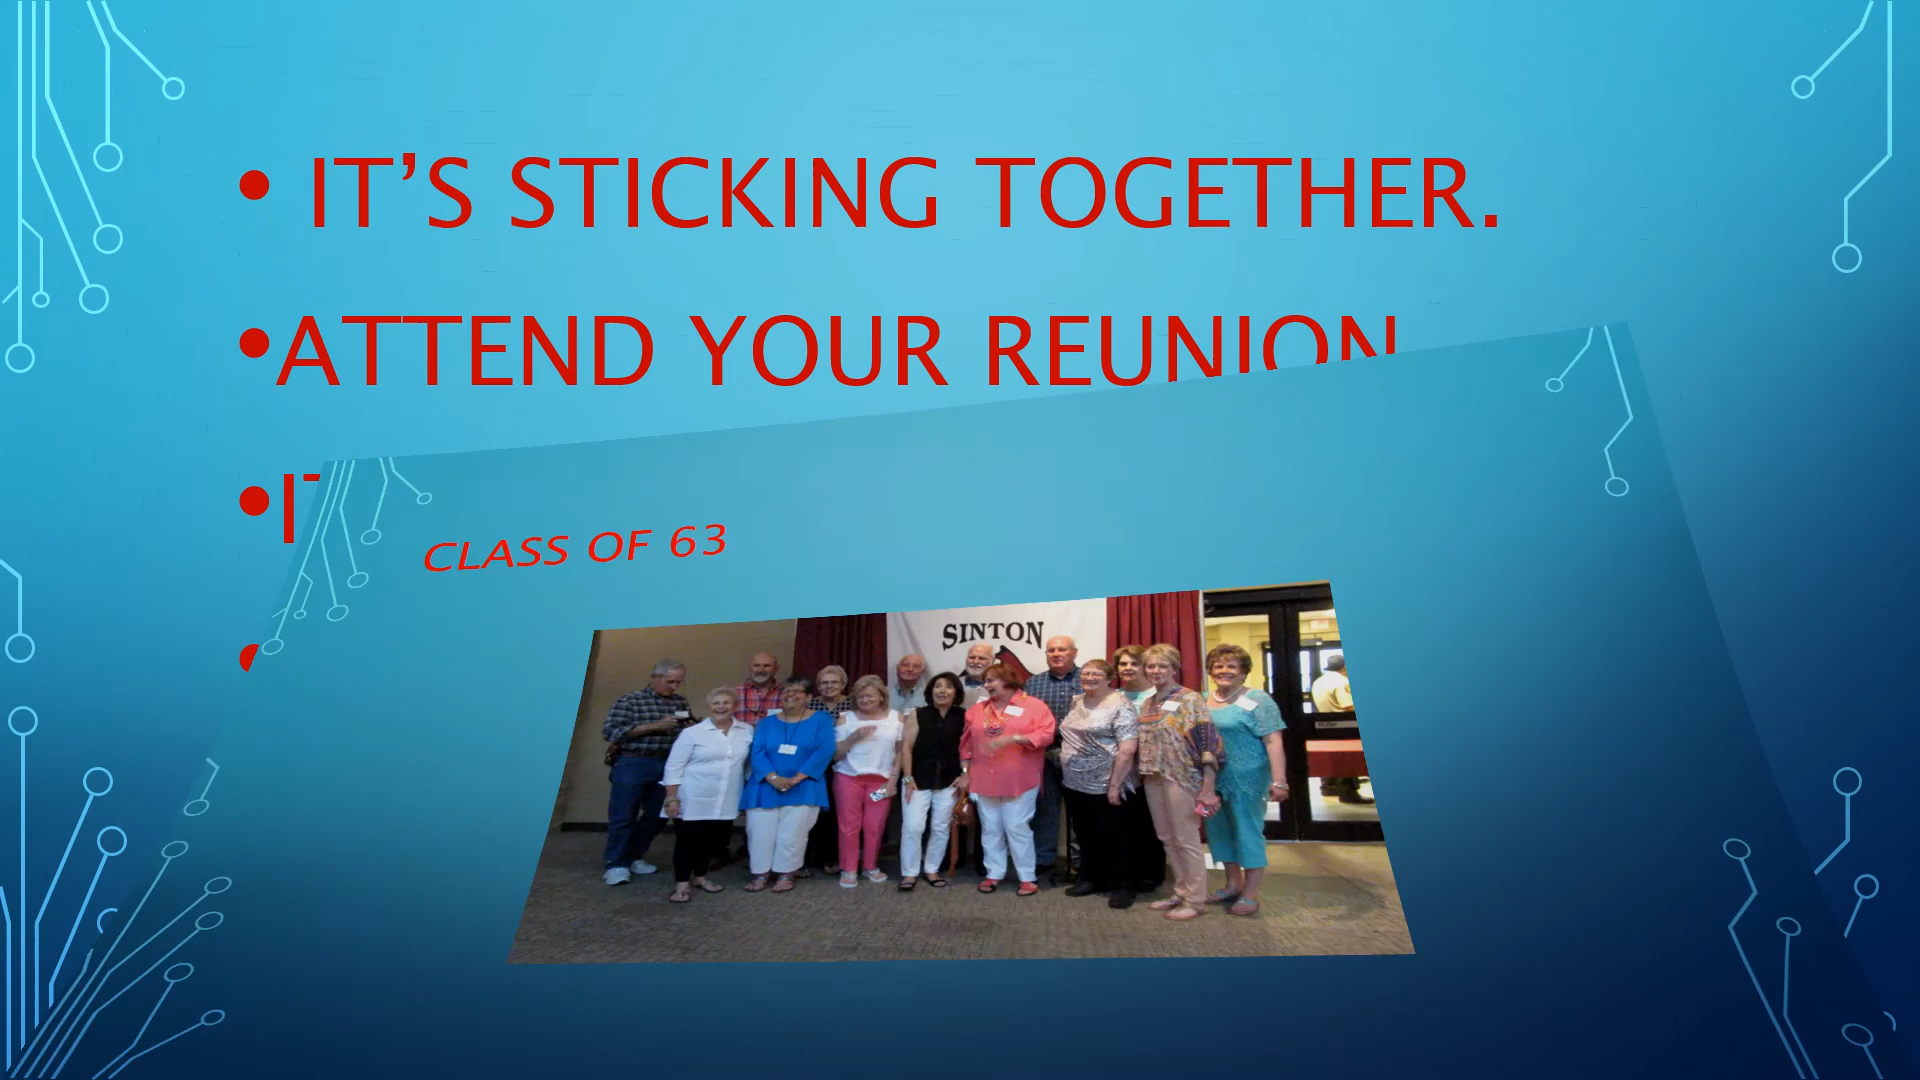 • IT’S STICKING TOGETHER.
• ATTEND YOUR REUNION
•
•
CLASS OF 63
SINTON